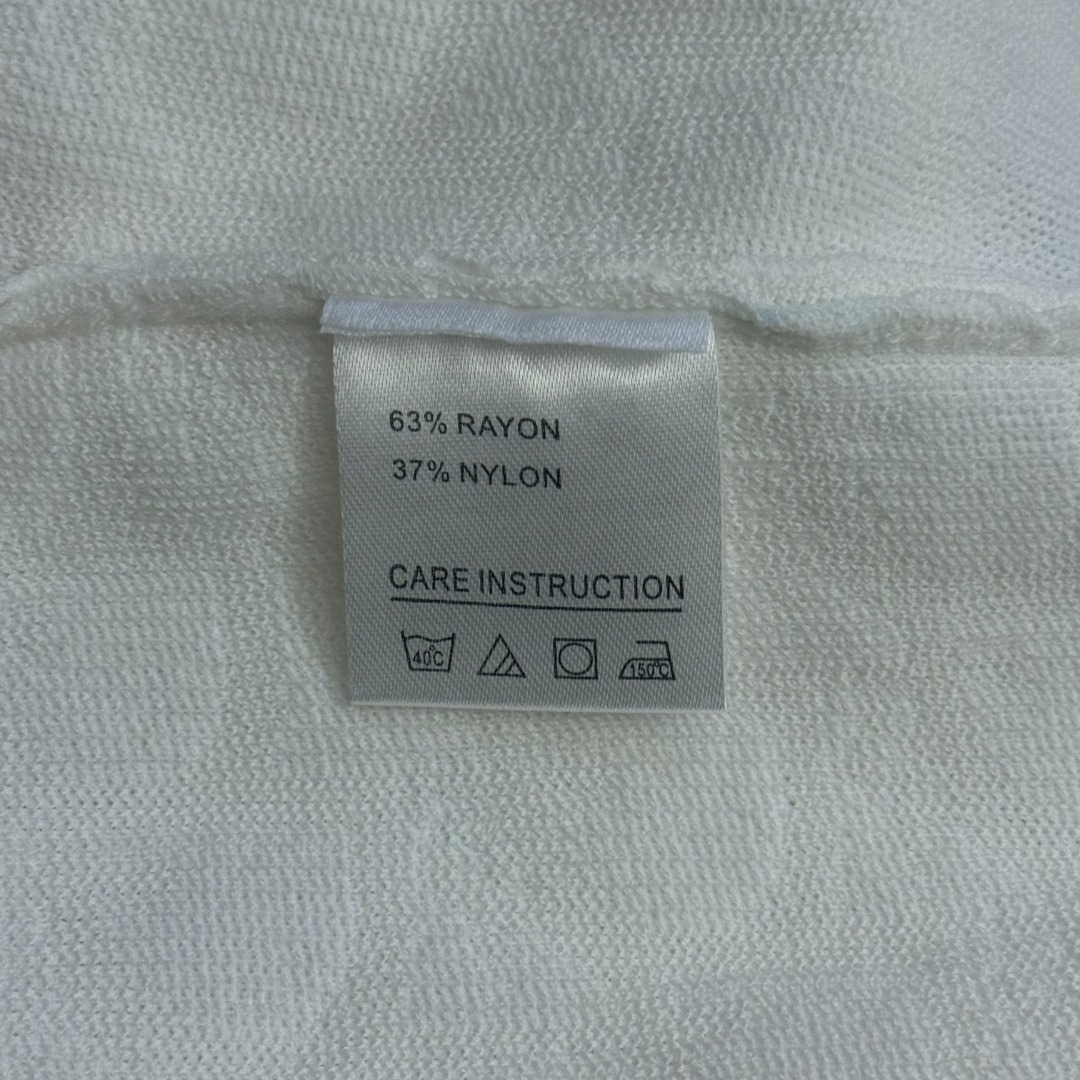 63% RAYON
37% NYLON
CARE INSTRUCTION
40°C 150°C